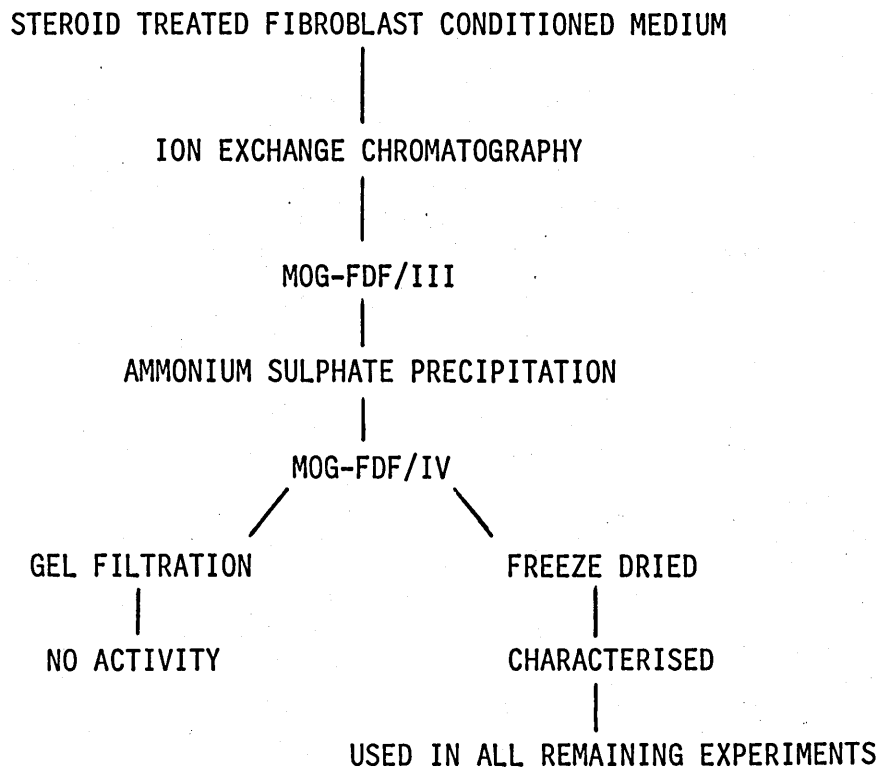 STEROID TREATED FIBROBLAST CONDITIONED MEDIUM
ION EXCHANGE CHROMATOGRAPHY
MOG-FDF/III
AMMONIUM SULPHATE PRECIPITATION
MOG-FDF/IV
GEL FILTRATION
FREEZE DRIED
NO ACTIVITY
CHARACTERISED
USED IN ALL REMAINING EXPERIMENTS